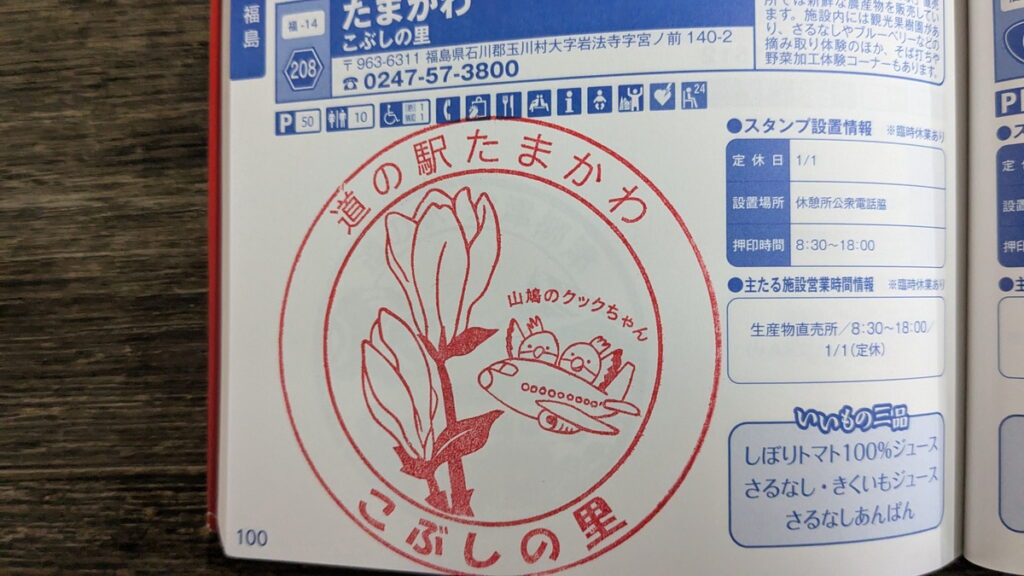 福島
福-14
たまかわ
こぶしの里
208
〒963-6311 福島県石川郡玉川村大字岩法寺字宮ノ前 140-2
☎0247-57-3800
所では新鮮な農産物を販売してい
ます。施設内には観光果樹園があ
り、さるなしやブルーベリーなどの
摘み取り体験のほか、そば打ちや
野菜加工体験コーナーもあります。
P 50 10 24
道の駅たまかわ
山鳩のクックちゃん
こぶしの里
●スタンプ設置情報 ※臨時休業あり
定休日 1/1
設置場所 休憩所公衆電話脇
押印時間 8:30~18:00
●主たる施設営業時間情報 ※臨時休業あり
生産物直売所/8:30~18:00/
1/1(定休)
いいもの三品
しぼりトマト100%ジュース
さるなし・きくいもジュース
さるなしあんぱん
100